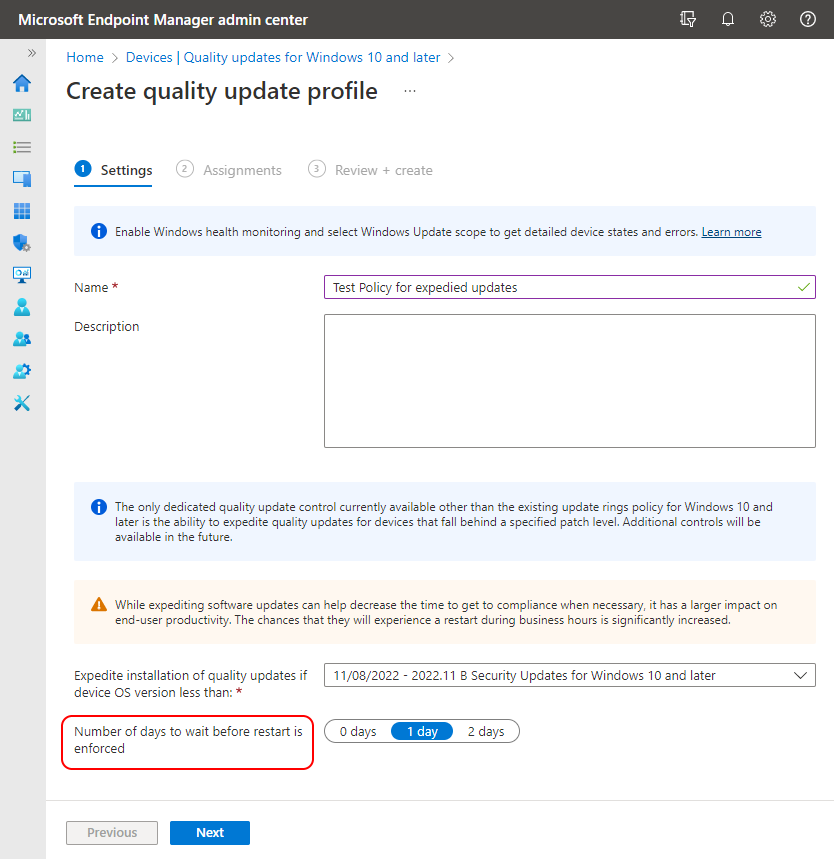 Microsoft Endpoint Manager admin center
Home > Devices | Quality updates for Windows 10 and later >
Create quality update profile ...
1 Settings 2 Assignments 3 Review + create
Enable Windows health monitoring and select Windows Update scope to get detailed device states and errors. Learn more
Name *
Test Policy for expedied updates
Description
The only dedicated quality update control currently available other than the existing update rings policy for Windows 10 and
later is the ability to expedite quality updates for devices that fall behind a specified patch level. Additional controls will be
available in the future.
While expediting software updates can help decrease the time to get to compliance when necessary, it has a larger impact on
end-user productivity. The chances that they will experience a restart during business hours is significantly increased.
Expedite installation of quality updates if
device OS version less than: *
11/08/2022 - 2022.11 B Security Updates for Windows 10 and later
Number of days to wait before restart is
enforced
0 days 1 day 2 days
Previous Next